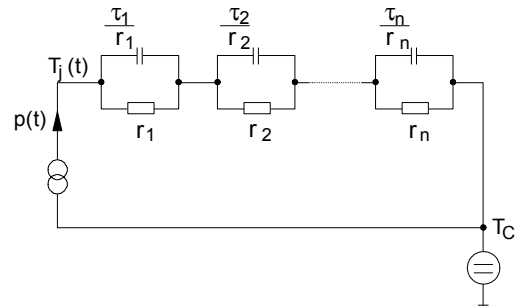 τ1 τ2 τn
r1 r2 rn
Tj (t)
r1 r2 rn
p(t)
TC